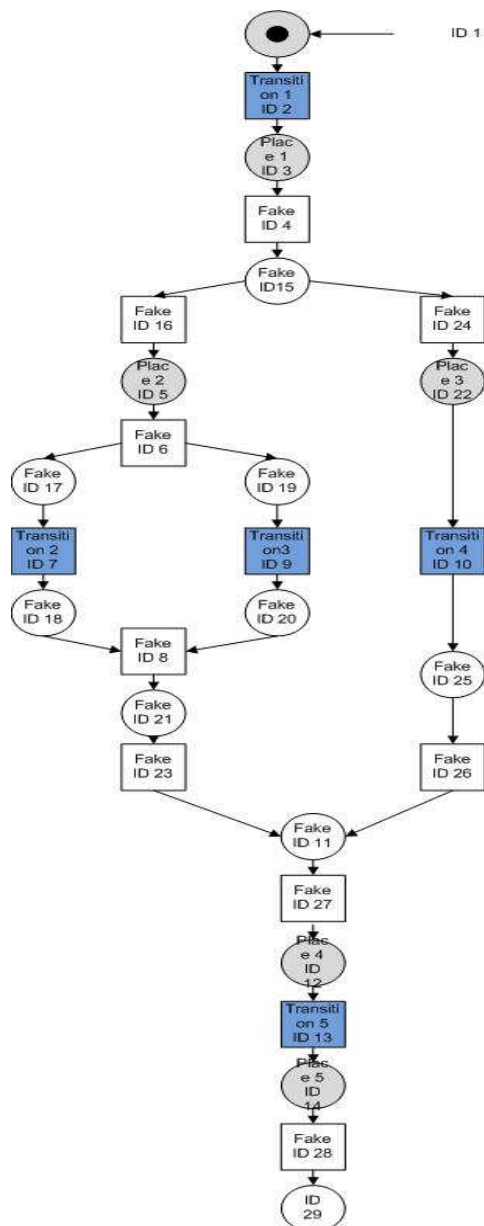 ID 1
Transiti
on 1
ID 2
Plac
e 1
ID 3
Fake
ID 4
Fake
ID15
Fake
ID 16
Fake
ID 24
Plac
e 2
ID 5
Plac
e 3
ID 22
Fake
ID 6
Fake
ID 17
Fake
ID 19
Transiti
on 2
ID 7
Transiti
on3
ID 9
Transiti
on 4
ID 10
Fake
ID 18
Fake
ID 20
Fake
ID 8
Fake
ID 25
Fake
ID 21
Fake
ID 23
Fake
ID 26
Fake
ID 11
Fake
ID 27
Plac
e 4
ID
12
Transiti
on 5
ID 13
Plac
e 5
ID
14
Fake
ID 28
ID
29